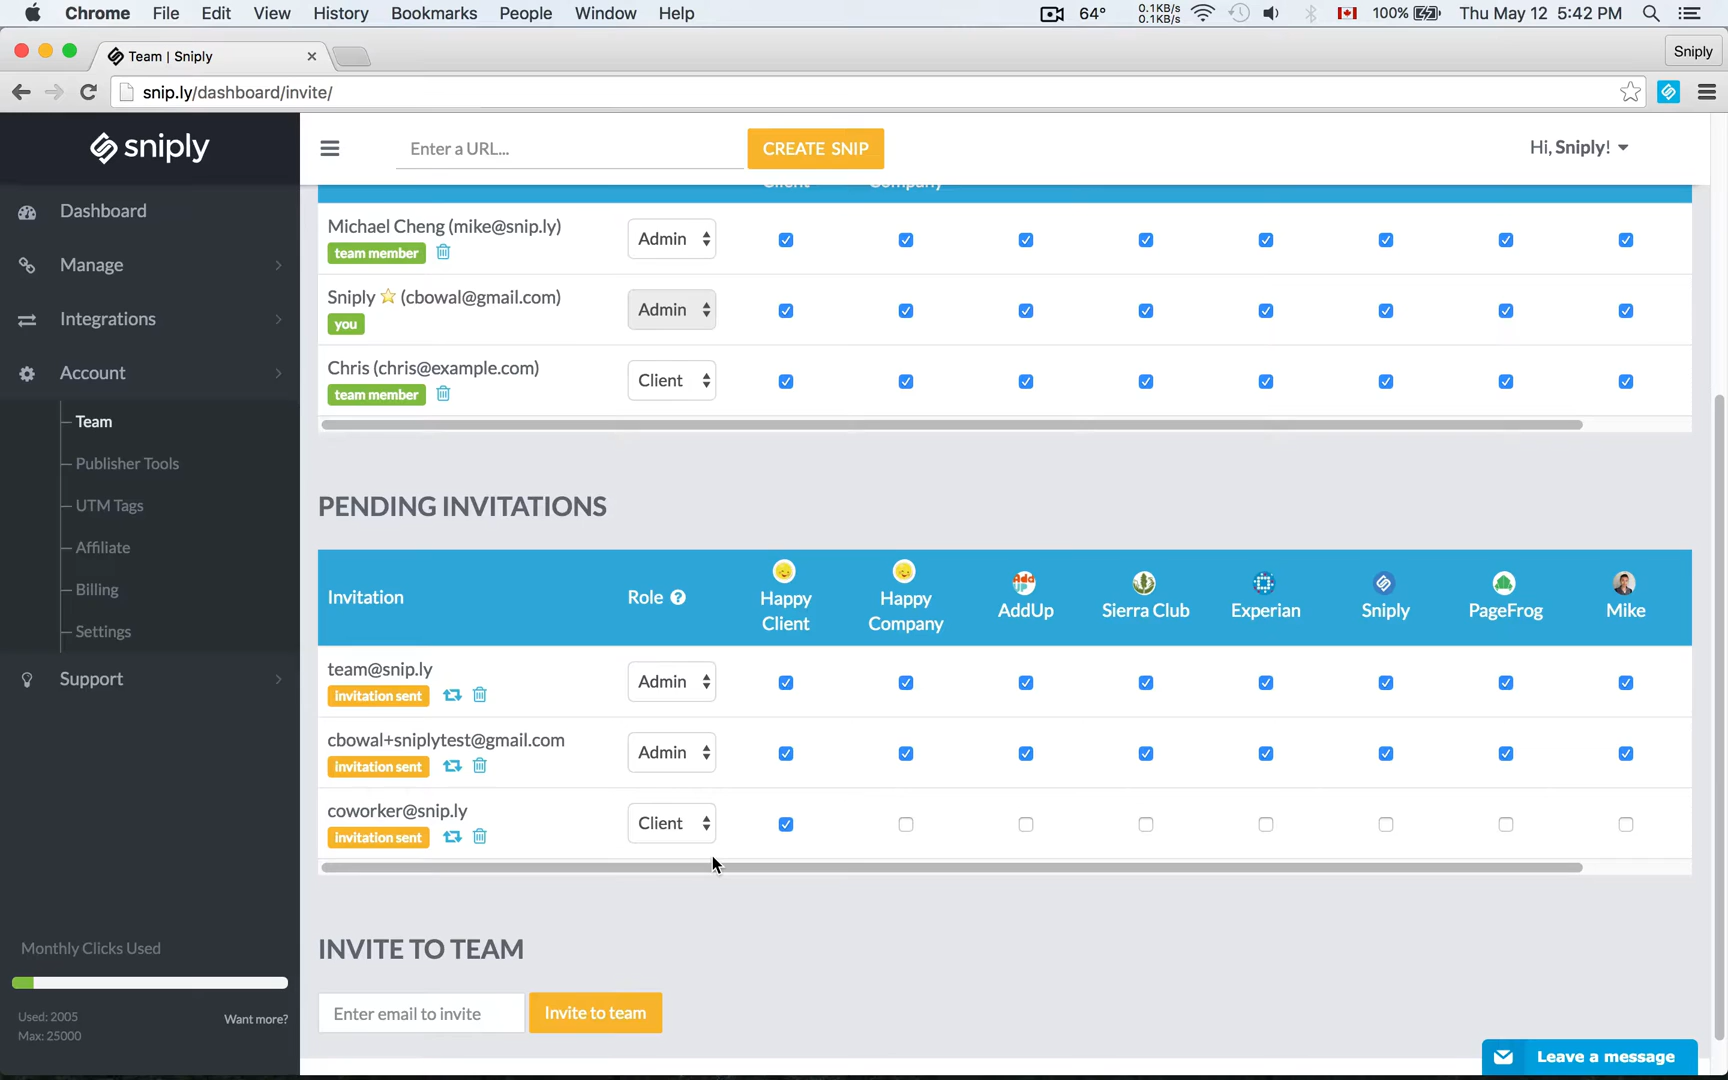 Chrome File Edit View History Bookmarks People Window Help 64° 0.1KB/s 0.1KB/s 100% Thu May 12 5:42 PM
Team | Sniply
Sniply
snip.ly/dashboard/invite/
sniply
Enter a URL...
CREATE SNIP
Hi, Sniply!
Dashboard
Manage
Integrations
Account
Team
Publisher Tools
UTM Tags
Affiliate
Billing
Settings
Support
Monthly Clicks Used
Used: 2005
Max: 25000
Want more?
Client Company
Michael Cheng (mike@snip.ly)
team member
Admin
Sniply (cbowal@gmail.com)
you
Admin
Chris (chris@example.com)
team member
Client
PENDING INVITATIONS
Invitation Role Happy Client Happy Company AddUp Sierra Club Experian Sniply PageFrog Mike
team@snip.ly
invitation sent
Admin
cbowal+sniplytest@gmail.com
invitation sent
Admin
coworker@snip.ly
invitation sent
Client
INVITE TO TEAM
Enter email to invite
Invite to team
Leave a message